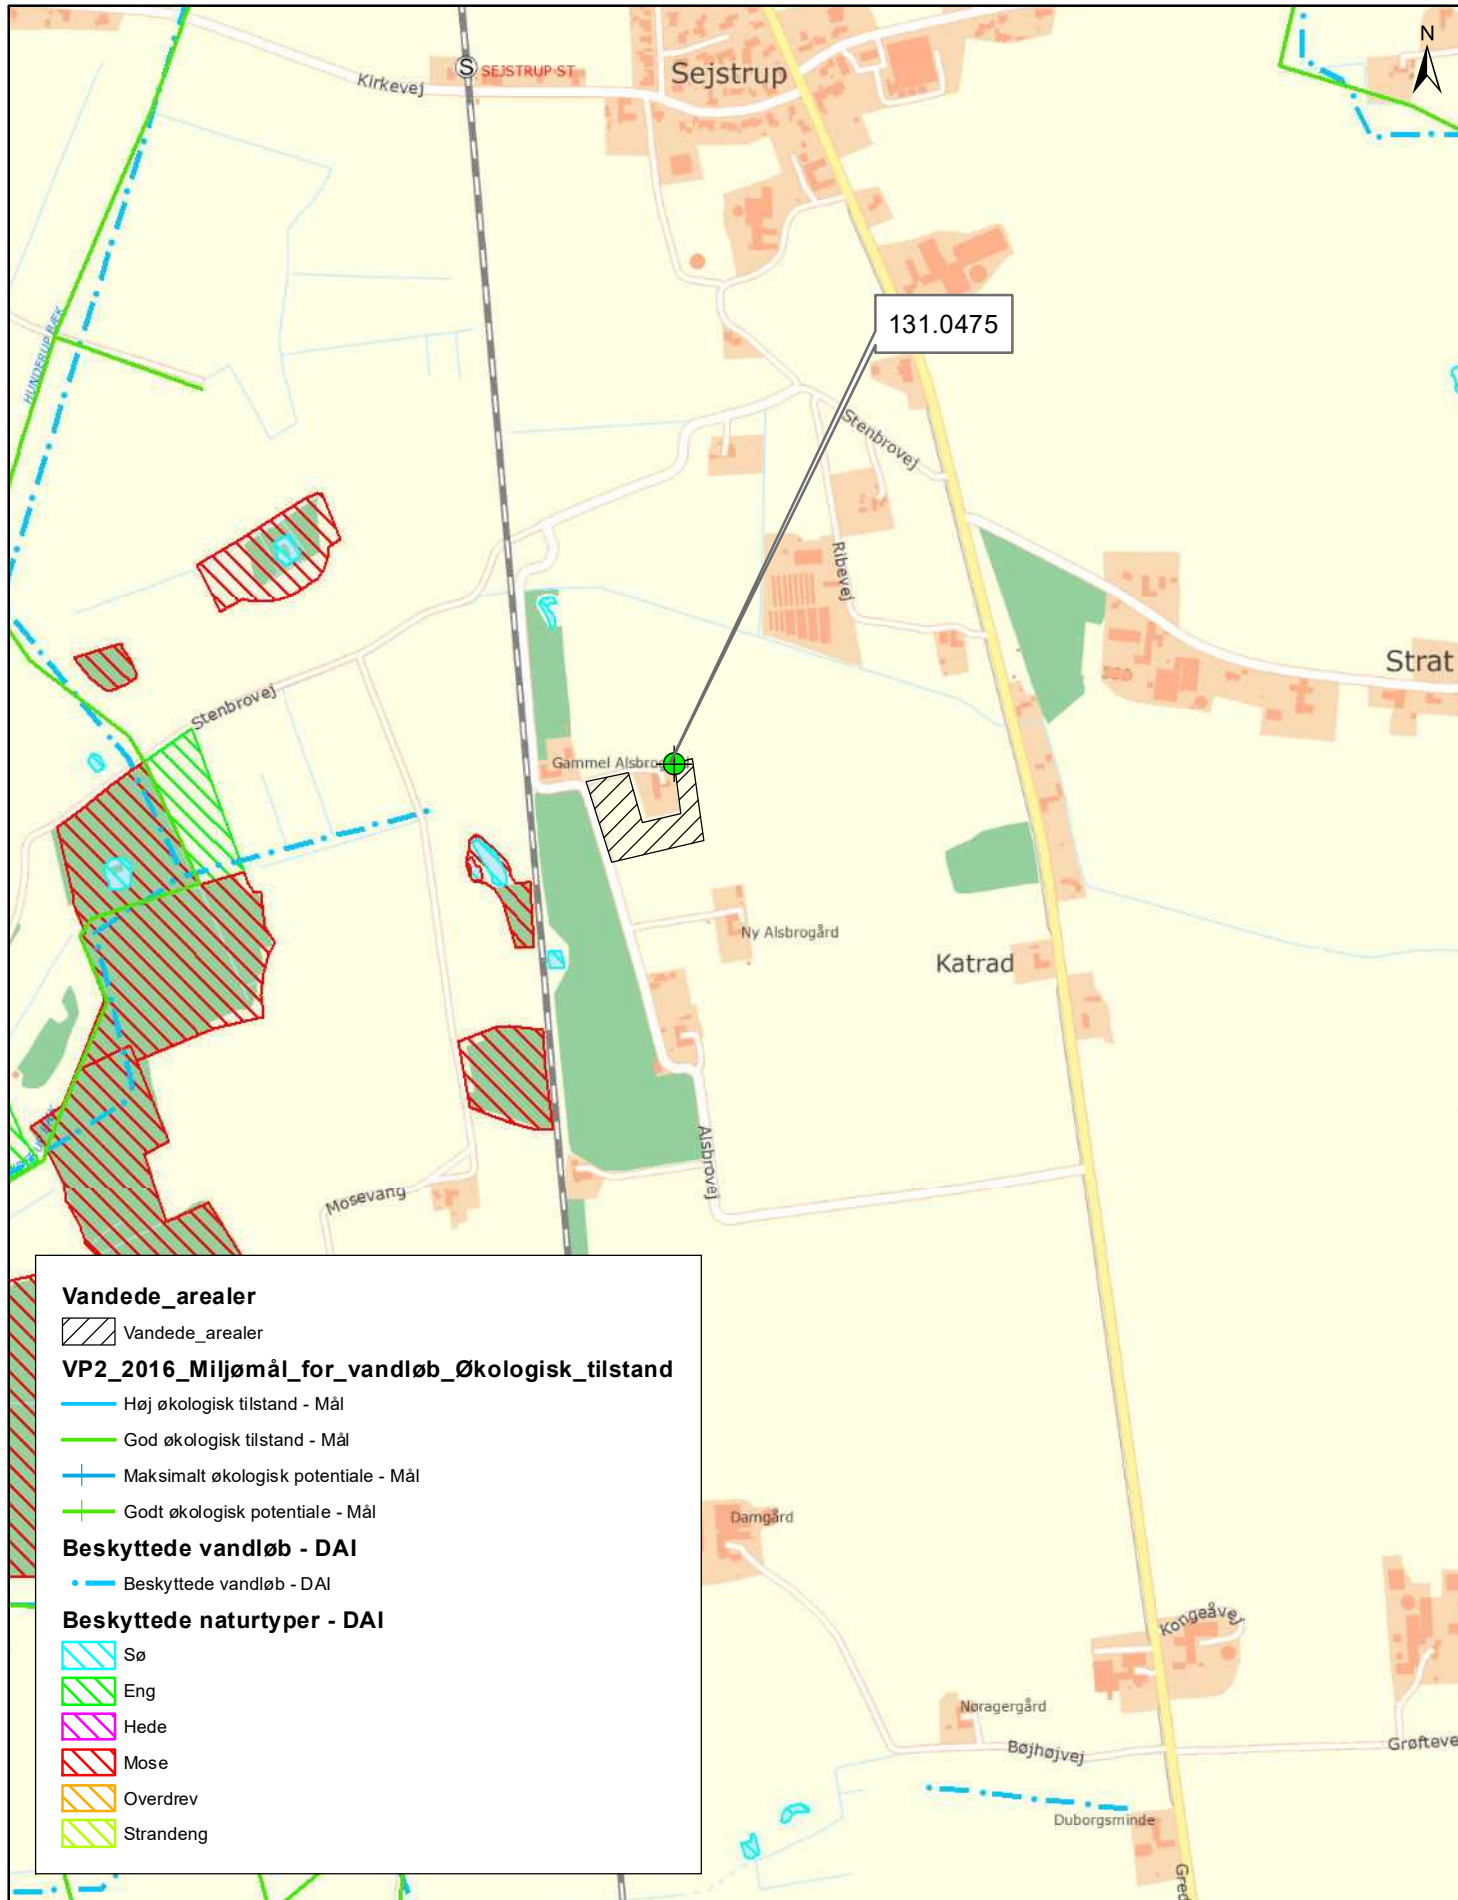 N
Sejstrup
S SEJSTRUP ST
Kirkevej
131.0475
HUNDERUP BÆK
Stenbrovej
Ribevej
Strat
Stenbrovej
Gammel Alsbro
Ny Alsbrogård
Katrad
Alsbrovej
Mosevang
Vandede_arealer
Vandede_arealer
VP2_2016_Miljømål_for_vandløb_Økologisk_tilstand
Høj økologisk tilstand - Mål
God økologisk tilstand - Mål
Maksimalt økologisk potentiale - Mål
Godt økologisk potentiale - Mål
Beskyttede vandløb - DAI
Beskyttede vandløb - DAI
Beskyttede naturtyper - DAI
Sø
Eng
Hede
Mose
Overdrev
Strandeng
Damgård
Kongeåvej
Nøragergård
Bøjhøjvej
Grøfteve
Duborgsminde
Gred